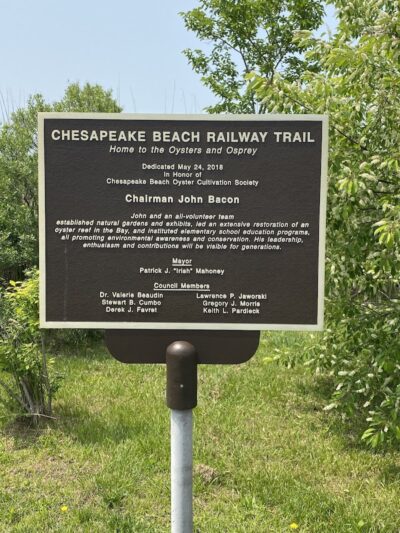 CHESAPEAKE BEACH RAILWAY TRAIL
Home to the Oysters and Osprey
Dedicated May 24, 2018
In Honor of
Chesapeake Beach Oyster Cultivation Society
Chairman John Bacon
John and an all-volunteer team
established natural gardens and exhibits, led an extensive restoration of an
oyster reef in the Bay, and instituted elementary school education programs,
all promoting environmental awareness and conservation. His leadership,
enthusiasm and contributions will be visible for generations.
Mayor
Patrick J. "Irish" Mahoney
Council Members
Dr. Valerie Beaudin Lawrence P. Jaworski
Stewart B. Cumbo Gregory J. Morris
Derek J. Favret Keith L. Pardieck